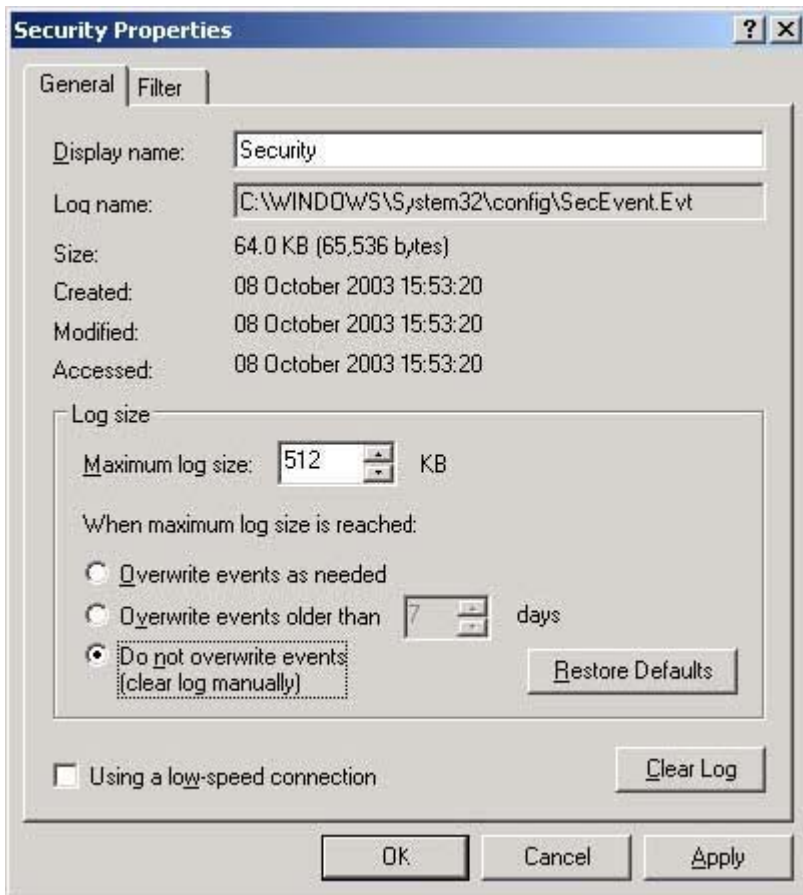 Security Properties
General Filter
Display name: Security
Log name: C:\WINDOWS\System32\config\SecEvent.Evt
Size: 64.0 KB (65,536 bytes)
Created: 08 October 2003 15:53:20
Modified: 08 October 2003 15:53:20
Accessed: 08 October 2003 15:53:20
Log size
Maximum log size: 512 KB
When maximum log size is reached:
Overwrite events as needed
Overwrite events older than 7 days
Do not overwrite events
(clear log manually)
Restore Defaults
Using a low-speed connection
Clear Log
OK Cancel Apply